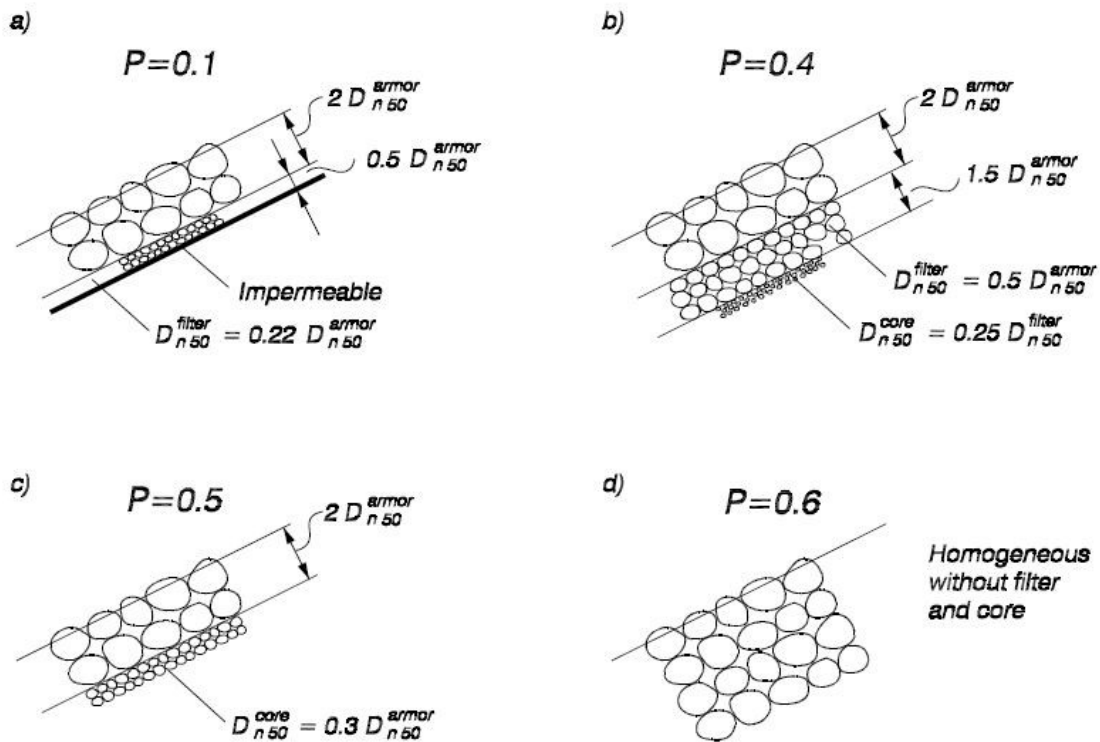 a)
P=0.1
2 D armor n 50
0.5 D armor n 50
Impermeable
D filter n 50 = 0.22 D armor n 50
b)
P=0.4
2 D armor n 50
1.5 D armor n 50
D filter n 50 = 0.5 D armor n 50
D core n 50 = 0.25 D filter n 50
c)
P=0.5
2 D armor n 50
D core n 50 = 0.3 D armor n 50
d)
P=0.6
Homogeneous
without filter
and core